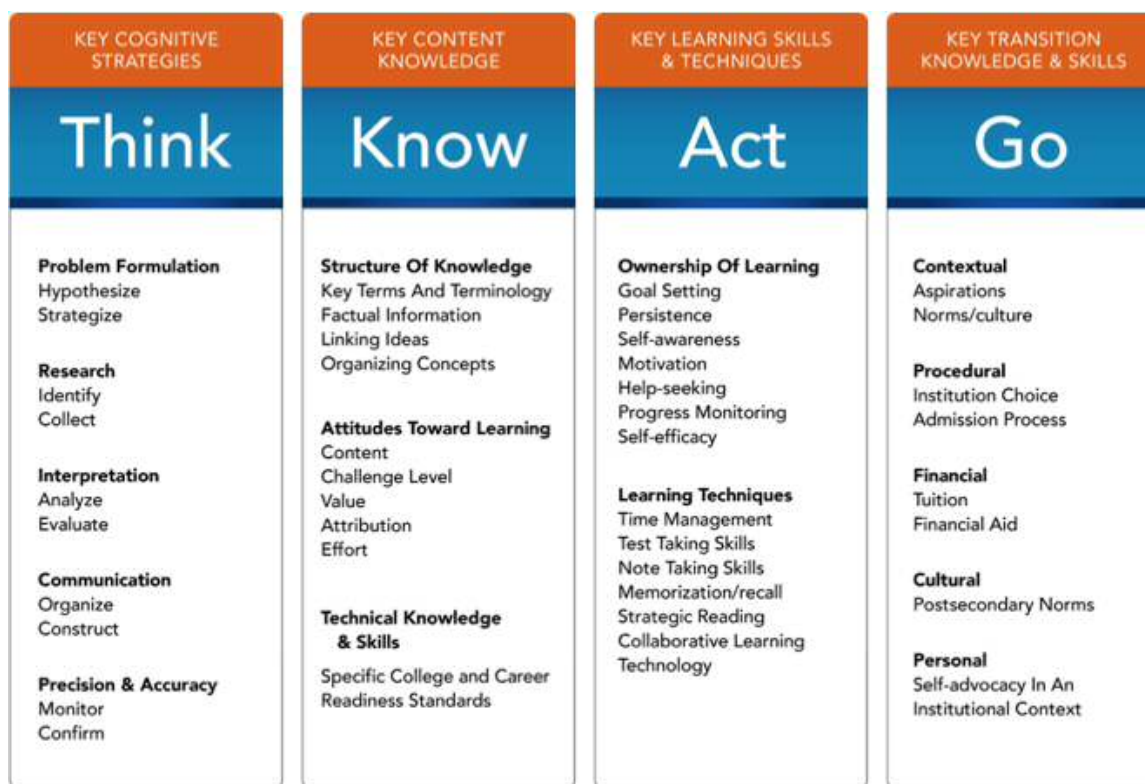 KEY COGNITIVE
STRATEGIES
Think
Problem Formulation
Hypothesize
Strategize
Research
Identify
Collect
Interpretation
Analyze
Evaluate
Communication
Organize
Construct
Precision & Accuracy
Monitor
Confirm
KEY CONTENT
KNOWLEDGE
Know
Structure Of Knowledge
Key Terms And Terminology
Factual Information
Linking Ideas
Organizing Concepts
Attitudes Toward Learning
Content
Challenge Level
Value
Attribution
Effort
Technical Knowledge
& Skills
Specific College and Career
Readiness Standards
KEY LEARNING SKILLS
& TECHNIQUES
Act
Ownership Of Learning
Goal Setting
Persistence
Self-awareness
Motivation
Help-seeking
Progress Monitoring
Self-efficacy
Learning Techniques
Time Management
Test Taking Skills
Note Taking Skills
Memorization/recall
Strategic Reading
Collaborative Learning
Technology
KEY TRANSITION
KNOWLEDGE & SKILLS
Go
Contextual
Aspirations
Norms/culture
Procedural
Institution Choice
Admission Process
Financial
Tuition
Financial Aid
Cultural
Postsecondary Norms
Personal
Self-advocacy In An
Institutional Context